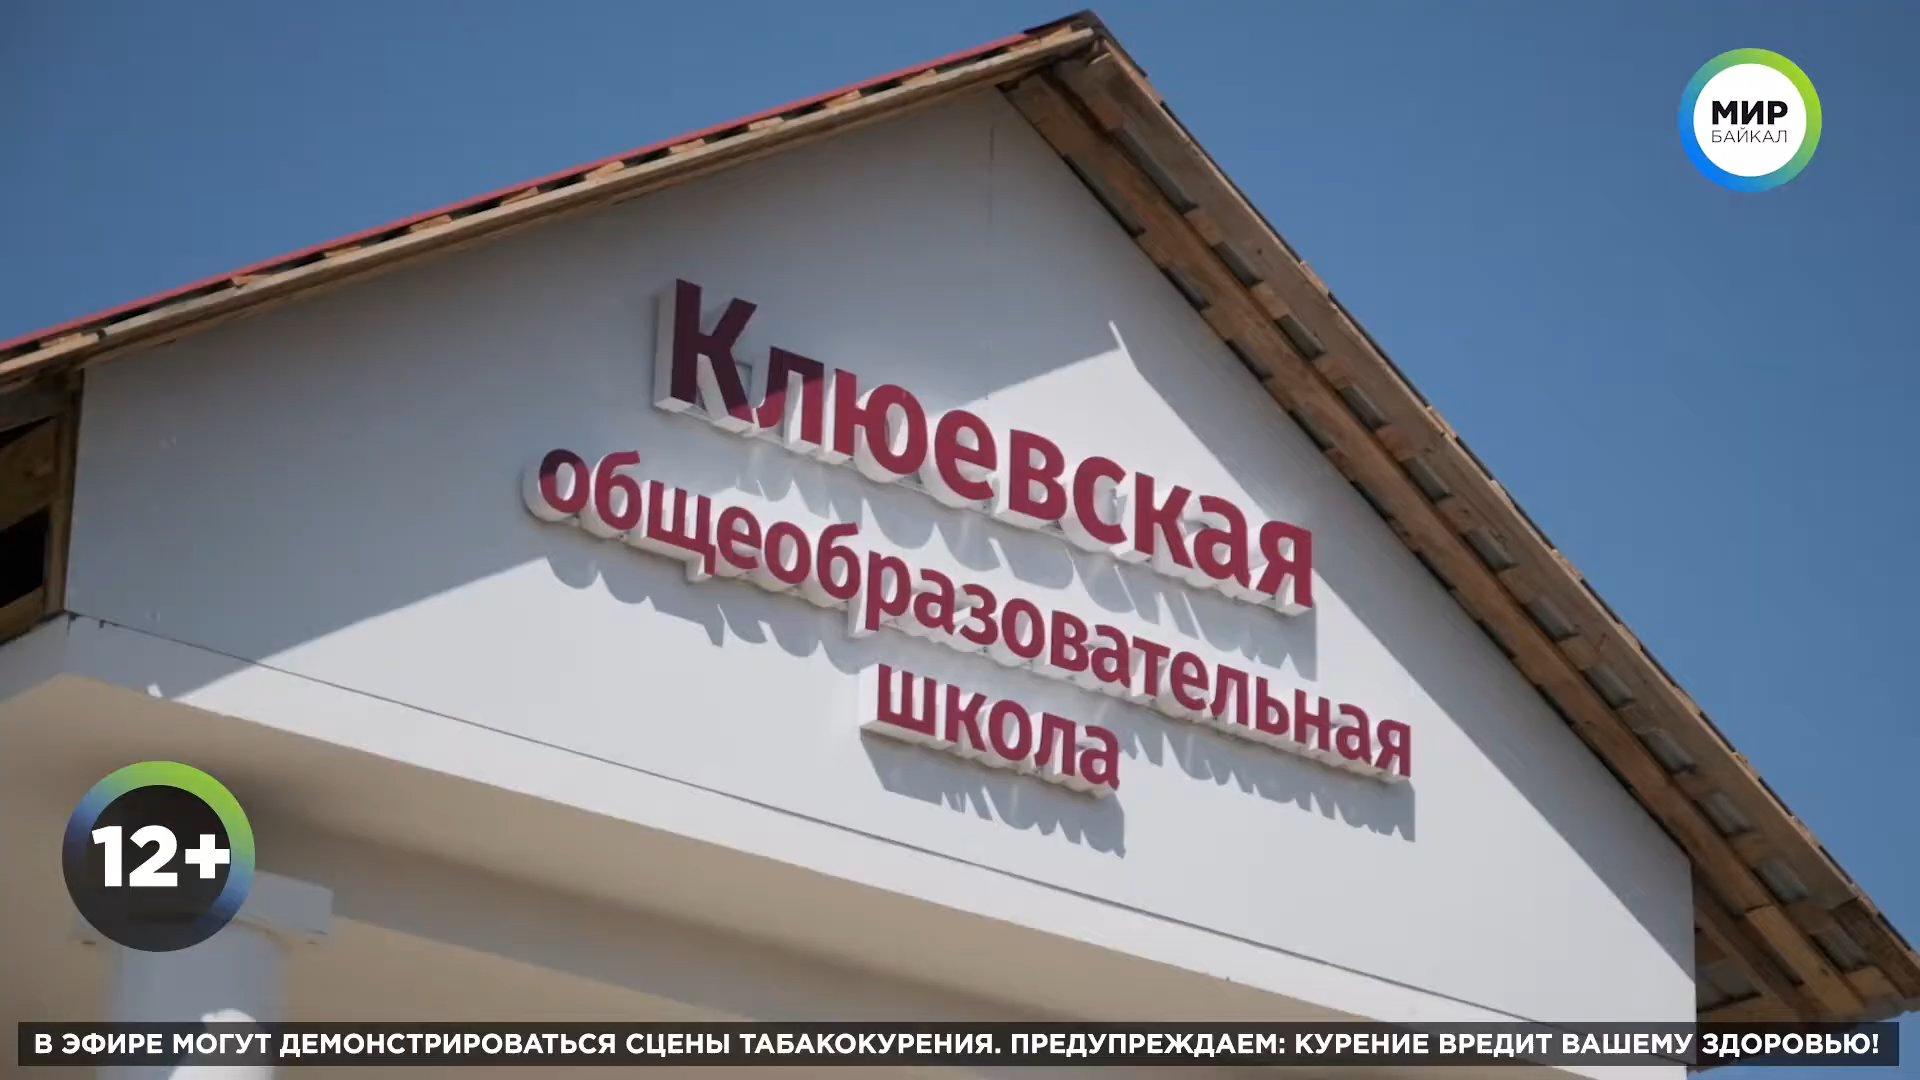 МИР
БАЙКАЛ
Клюевская
общеобразовательная
школа
12+
В ЭФИРЕ МОГУТ ДЕМОНСТРИРОВАТЬСЯ СЦЕНЫ ТАБАКОКУРЕНИЯ. ПРЕДУПРЕЖДАЕМ: КУРЕНИЕ ВРЕДИТ ВАШЕМУ ЗДОРОВЬЮ!